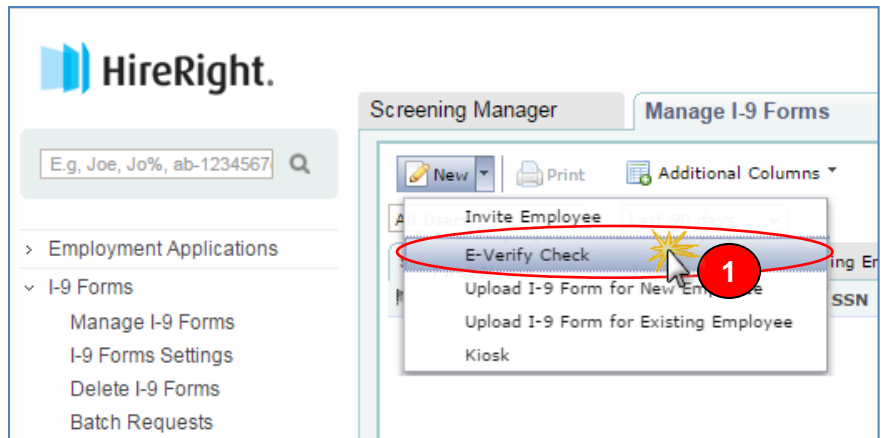 HireRight.
Screening Manager
Manage I-9 Forms
E.g, Joe, Jo%, ab-1234567
New
Print
Additional Columns
Invite Employee
E-Verify Check
1
Upload I-9 Form for New Employee
SSN
Upload I-9 Form for Existing Employee
Kiosk
Employment Applications
I-9 Forms
Manage I-9 Forms
I-9 Forms Settings
Delete I-9 Forms
Batch Requests